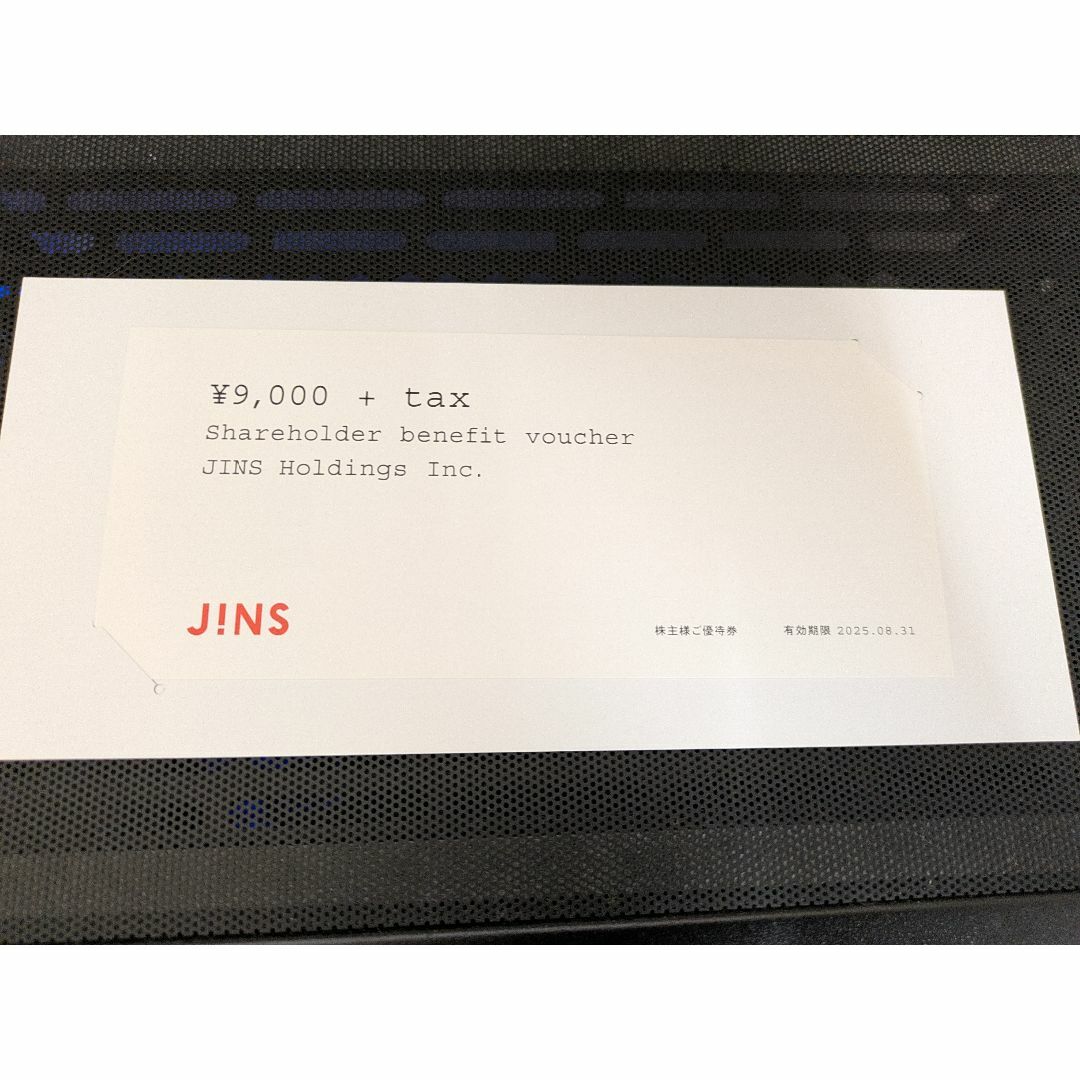 ¥9,000 + tax
Shareholder benefit voucher
JINS Holdings Inc.
J!NS
株主様ご優待券 有効期限 2025.08.31